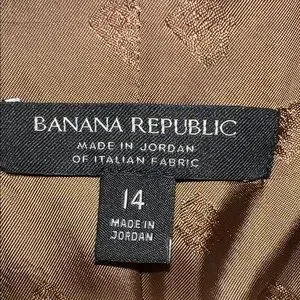 BANANA REPUBLIC
MADE IN JORDAN
OF ITALIAN FABRIC
14
MADE IN
JORDAN